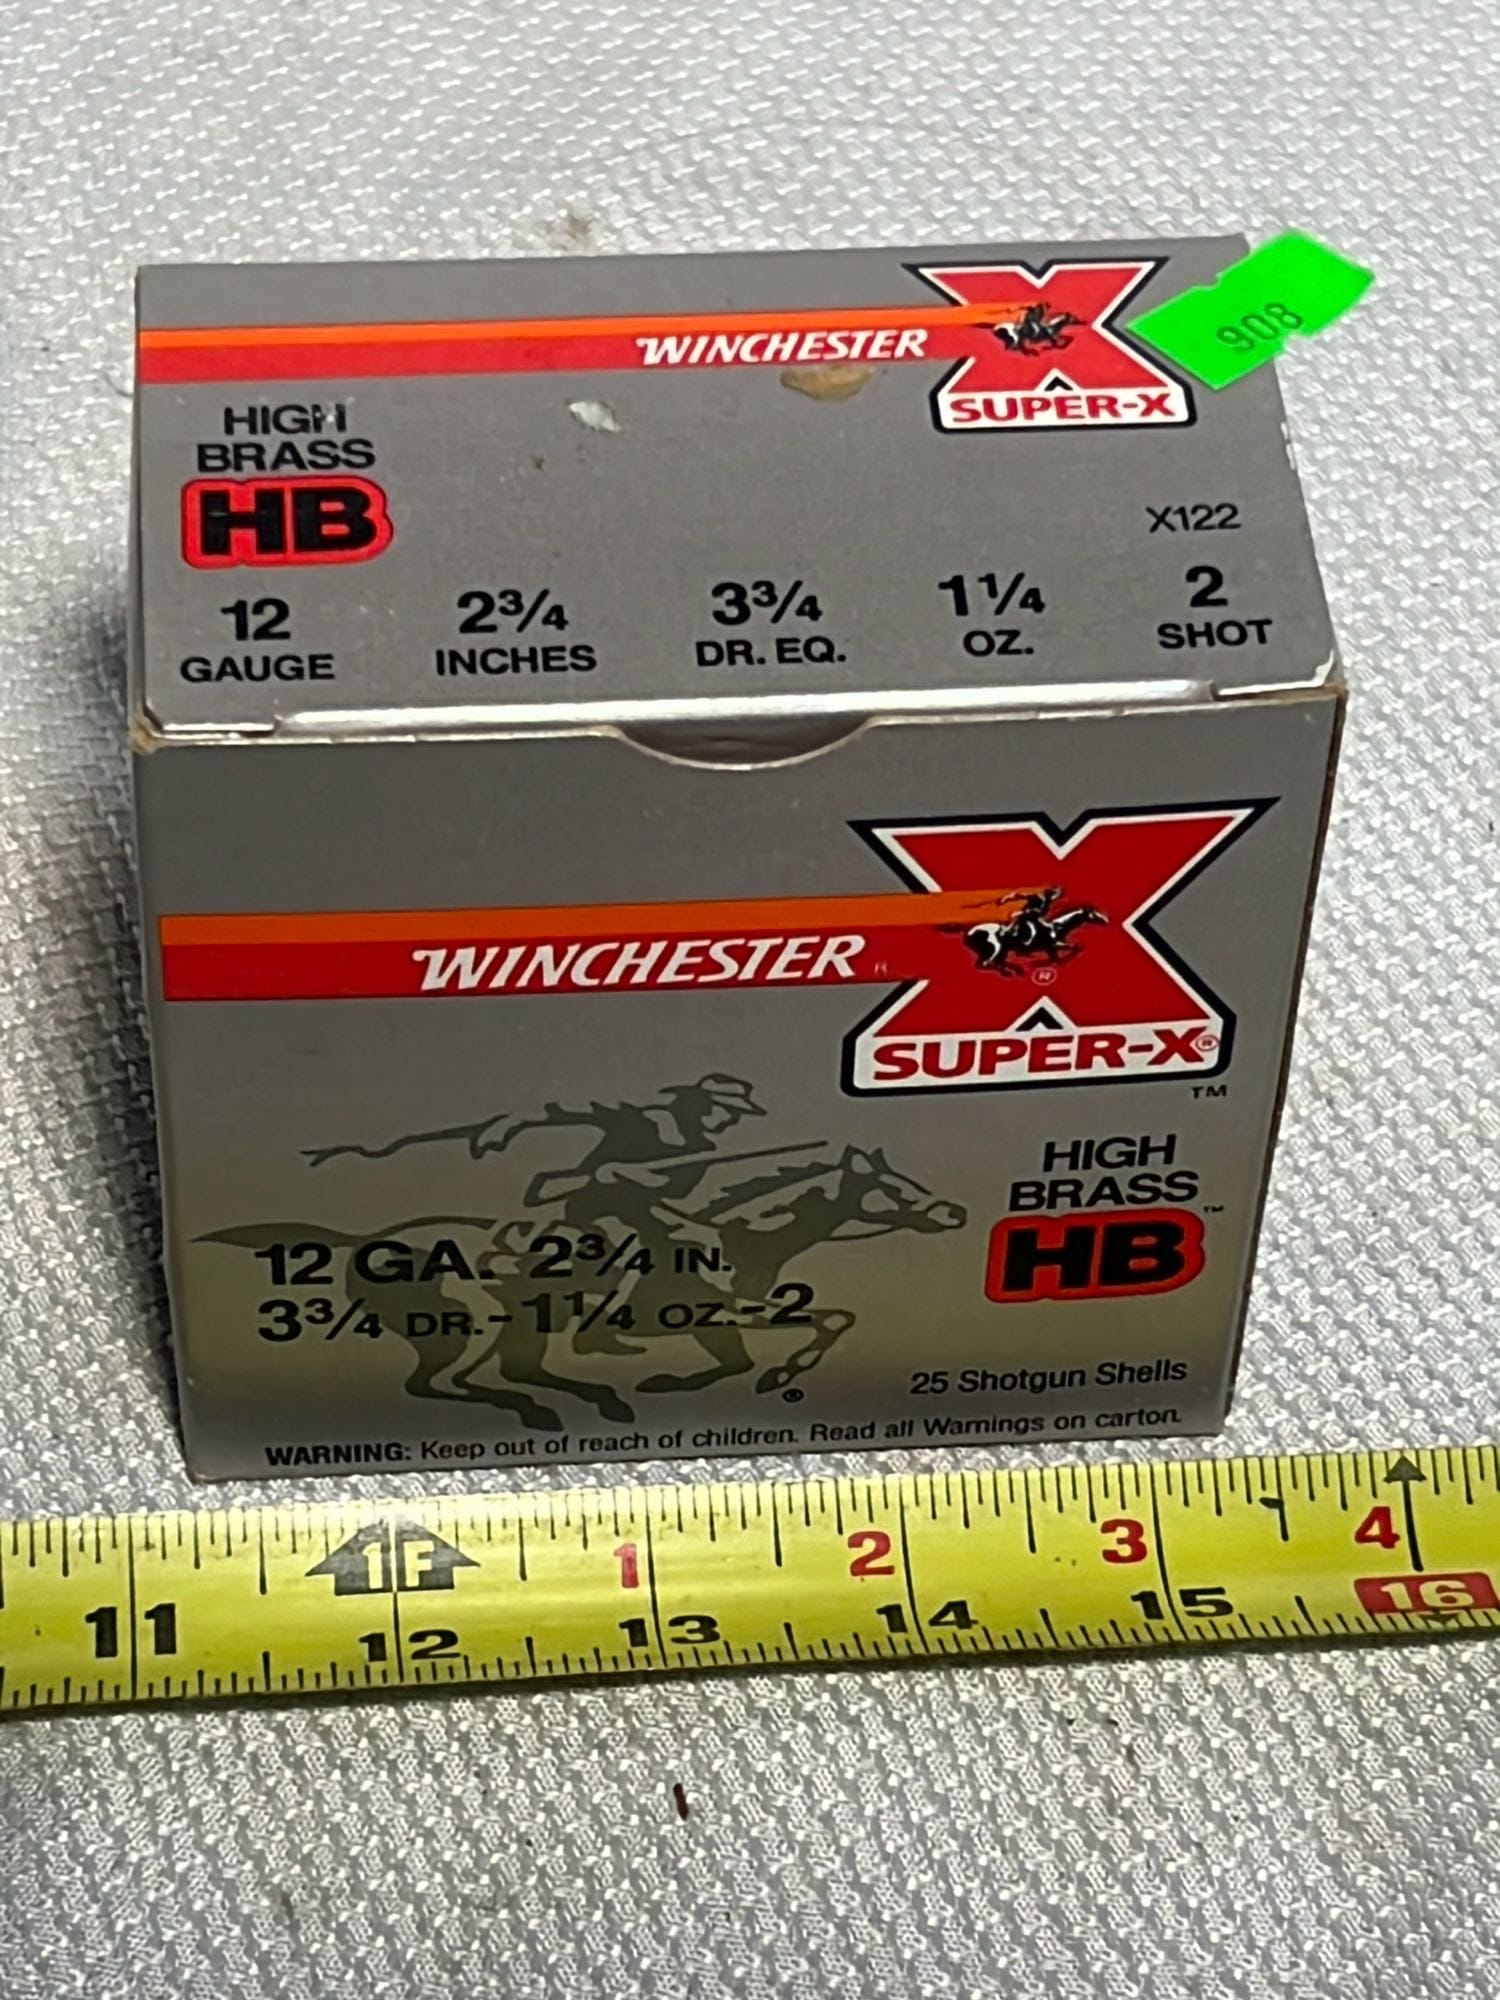 WINCHESTER
SUPER-X
908
HIGH
BRASS
HB
X122
12
GAUGE
2¾
INCHES
3¾
DR. EQ.
1¼
OZ.
2
SHOT
WINCHESTER
®
SUPER-X®
TM
HIGH
BRASS
HB
12 GA. 2¾ IN.
3¾ DR.-1¼ OZ.-2
®
25 Shotgun Shells
WARNING: Keep out of reach of children. Read all Warnings on carton.
1F 1 2 3 4
11 12 13 14 15 16